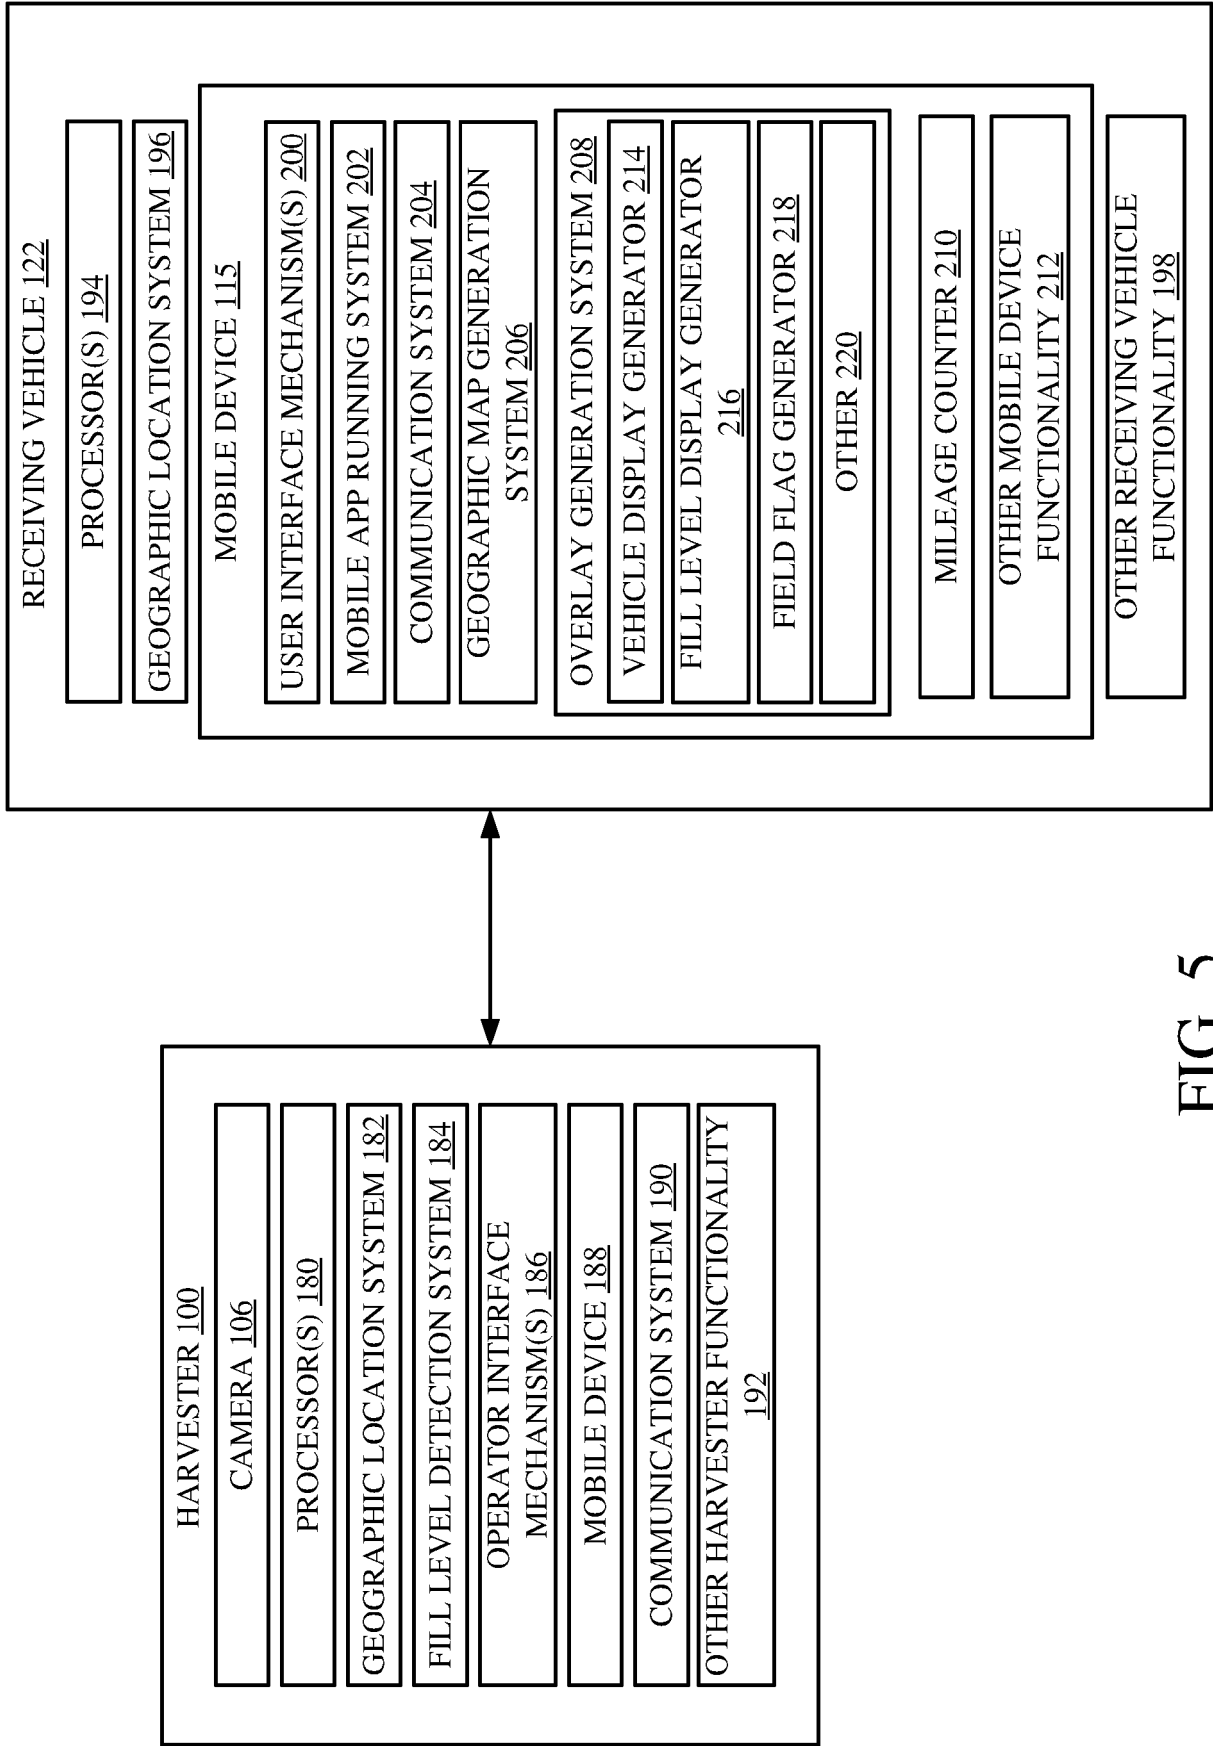 HARVESTER 100
CAMERA 106
PROCESSOR(S) 180
GEOGRAPHIC LOCATION SYSTEM 182
FILL LEVEL DETECTION SYSTEM 184
OPERATOR INTERFACE
MECHANISM(S) 186
MOBILE DEVICE 188
COMMUNICATION SYSTEM 190
OTHER HARVESTER FUNCTIONALITY
192
RECEIVING VEHICLE 122
PROCESSOR(S) 194
GEOGRAPHIC LOCATION SYSTEM 196
MOBILE DEVICE 115
USER INTERFACE MECHANISM(S) 200
MOBILE APP RUNNING SYSTEM 202
COMMUNICATION SYSTEM 204
GEOGRAPHIC MAP GENERATION
SYSTEM 206
OVERLAY GENERATION SYSTEM 208
VEHICLE DISPLAY GENERATOR 214
FILL LEVEL DISPLAY GENERATOR
216
FIELD FLAG GENERATOR 218
OTHER 220
MILEAGE COUNTER 210
OTHER MOBILE DEVICE
FUNCTIONALITY 212
OTHER RECEIVING VEHICLE
FUNCTIONALITY 198
FIG. 5